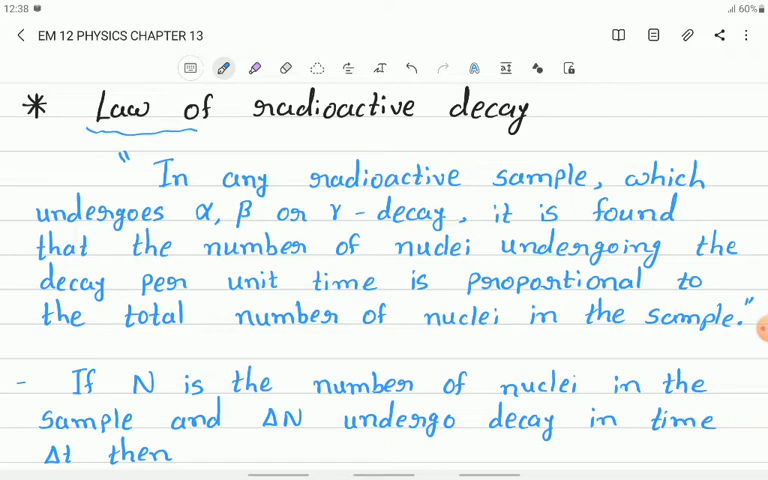 12:38
60%
EM 12 PHYSICS CHAPTER 13
* Law of radioactive decay
" In any radioactive sample, which
undergoes α, β or γ - decay, it is found
that the number of nuclei undergoing the
decay per unit time is proportional to
the total number of nuclei in the sample."
- If N is the number of nuclei in the
sample and ΔN undergo decay in time
Δt then